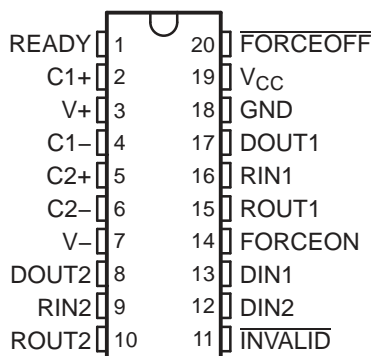 READY 1 20 FORCEOFF
C1+ 2 19 VCC
V+ 3 18 GND
C1− 4 17 DOUT1
C2+ 5 16 RIN1
C2− 6 15 ROUT1
V− 7 14 FORCEON
DOUT2 8 13 DIN1
RIN2 9 12 DIN2
ROUT2 10 11 INVALID